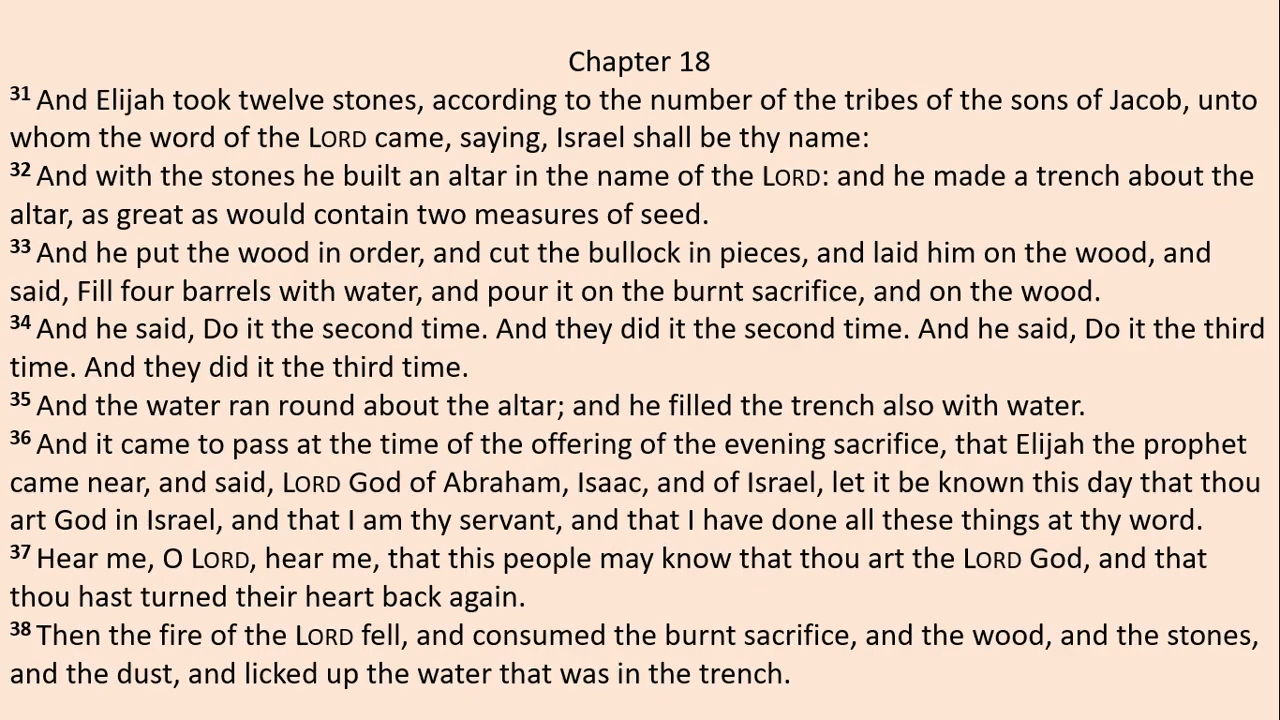 Chapter 18
31 And Elijah took twelve stones, according to the number of the tribes of the sons of Jacob, unto
whom the word of the LORD came, saying, Israel shall be thy name:
32 And with the stones he built an altar in the name of the LORD: and he made a trench about the
altar, as great as would contain two measures of seed.
33 And he put the wood in order, and cut the bullock in pieces, and laid him on the wood, and
said, Fill four barrels with water, and pour it on the burnt sacrifice, and on the wood.
34 And he said, Do it the second time. And they did it the second time. And he said, Do it the third
time. And they did it the third time.
35 And the water ran round about the altar; and he filled the trench also with water.
36 And it came to pass at the time of the offering of the evening sacrifice, that Elijah the prophet
came near, and said, LORD God of Abraham, Isaac, and of Israel, let it be known this day that thou
art God in Israel, and that I am thy servant, and that I have done all these things at thy word.
37 Hear me, O LORD, hear me, that this people may know that thou art the LORD God, and that
thou hast turned their heart back again.
38 Then the fire of the LORD fell, and consumed the burnt sacrifice, and the wood, and the stones,
and the dust, and licked up the water that was in the trench.